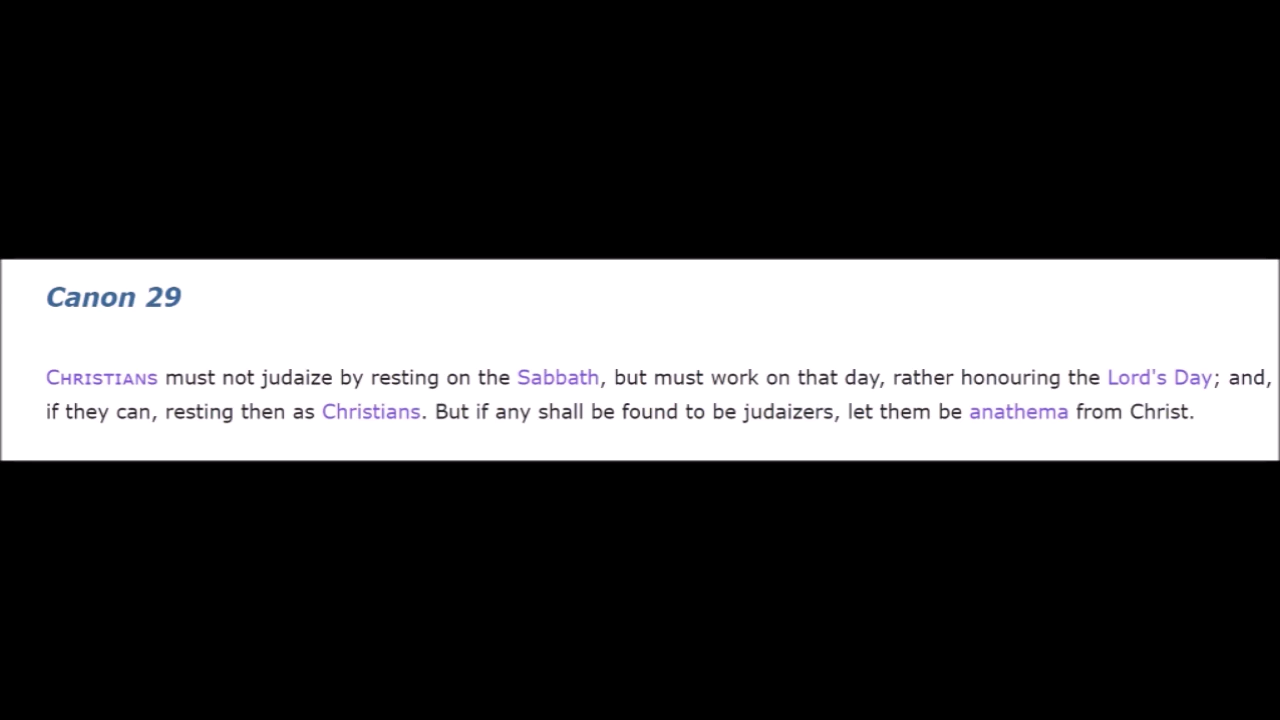 Canon 29
Christians must not judaize by resting on the Sabbath, but must work on that day, rather honouring the Lord's Day; and,
if they can, resting then as Christians. But if any shall be found to be judaizers, let them be anathema from Christ.